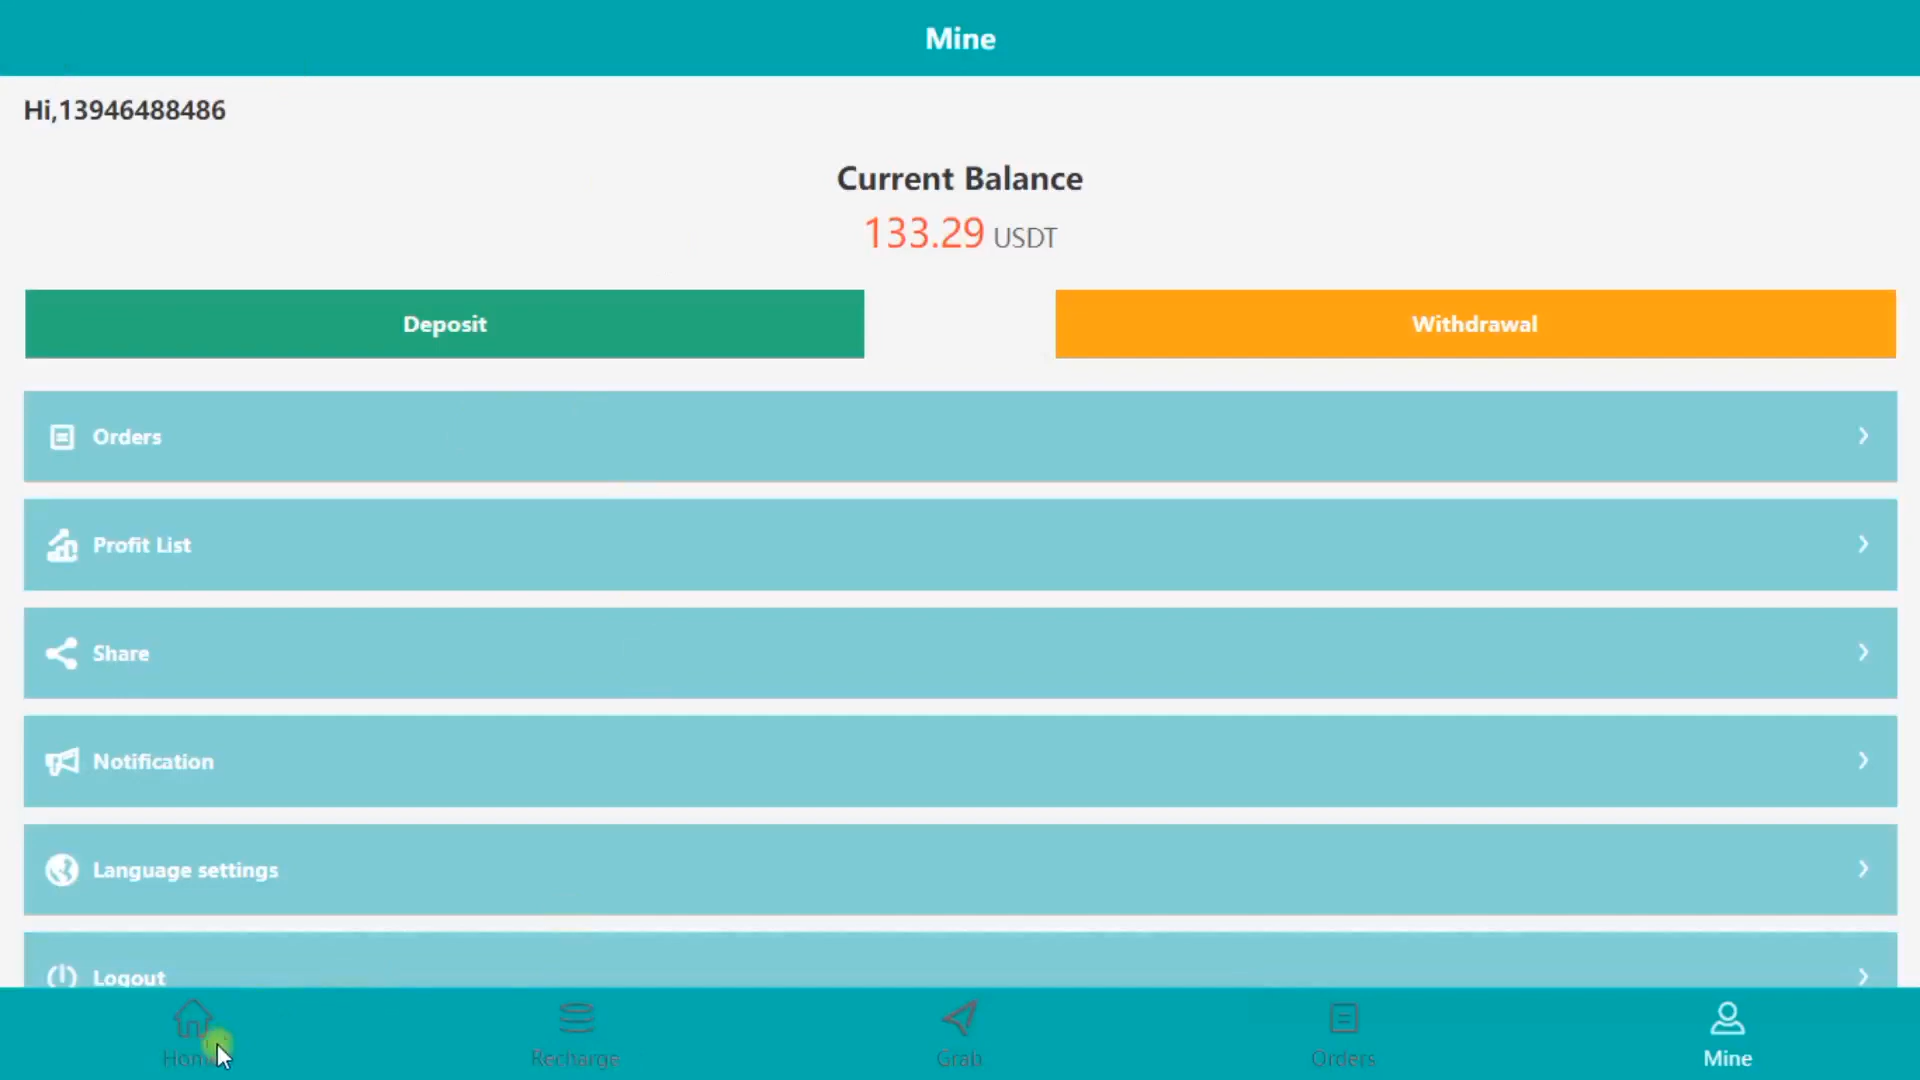 Mine
Hi,13946488486
Current Balance
133.29 USDT
Deposit
Withdrawal
Orders
Profit List
Share
Notification
Language settings
Logout
Home
Recharge
Grab
Orders
Mine